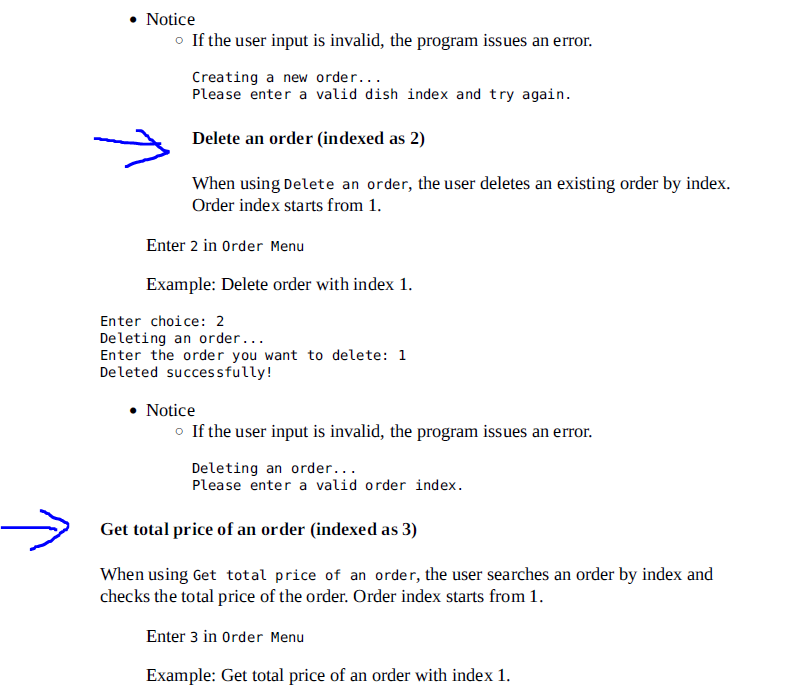 Notice
If the user input is invalid, the program issues an error.
Creating a new order...
Please enter a valid dish index and try again.
Delete an order (indexed as 2)
When using Delete an order, the user deletes an existing order by index.
Order index starts from 1.
Enter 2 in Order Menu
Example: Delete order with index 1.
Enter choice: 2
Deleting an order...
Enter the order you want to delete: 1
Deleted successfully!
Notice
If the user input is invalid, the program issues an error.
Deleting an order...
Please enter a valid order index.
Get total price of an order (indexed as 3)
When using Get total price of an order, the user searches an order by index and
checks the total price of the order. Order index starts from 1.
Enter 3 in Order Menu
Example: Get total price of an order with index 1.